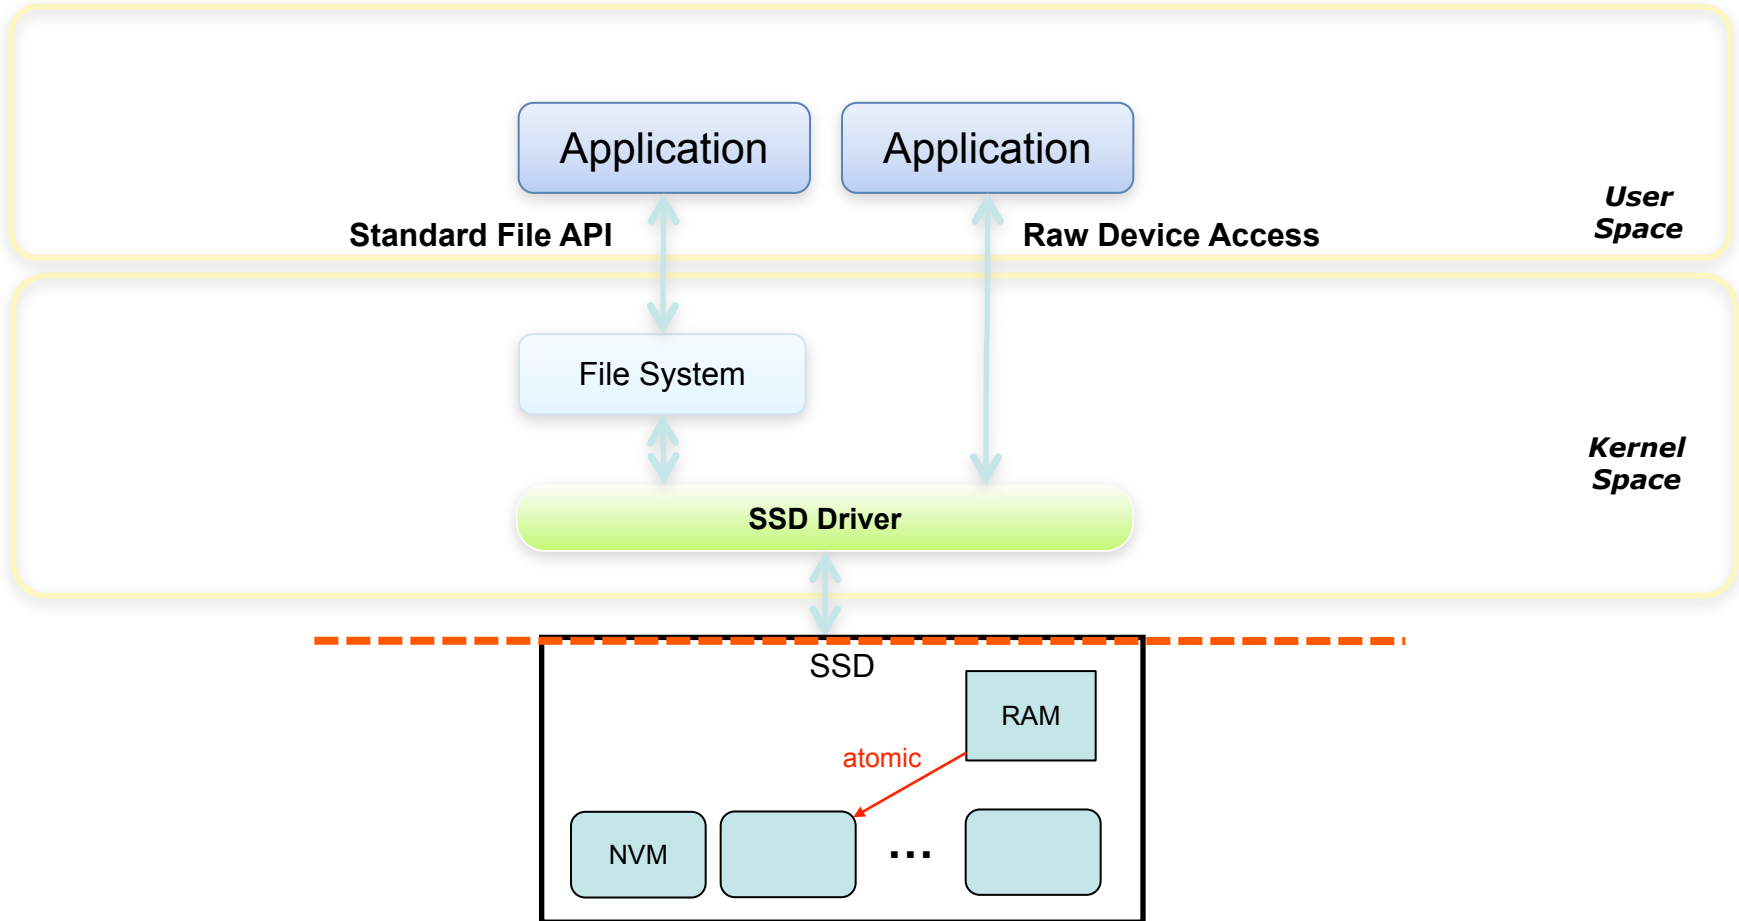 Application
Application
Standard File API
Raw Device Access
User
Space
File System
Kernel
Space
SSD Driver
SSD
RAM
atomic
NVM
...